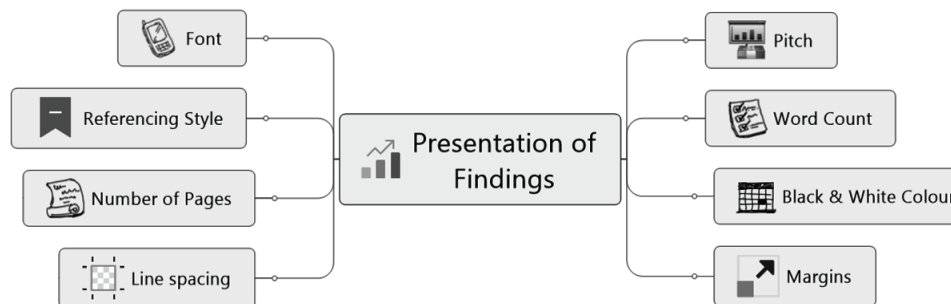 Font
Referencing Style
Number of Pages
Line spacing
Presentation of
Findings
Pitch
Word Count
Black & White Colour
Margins